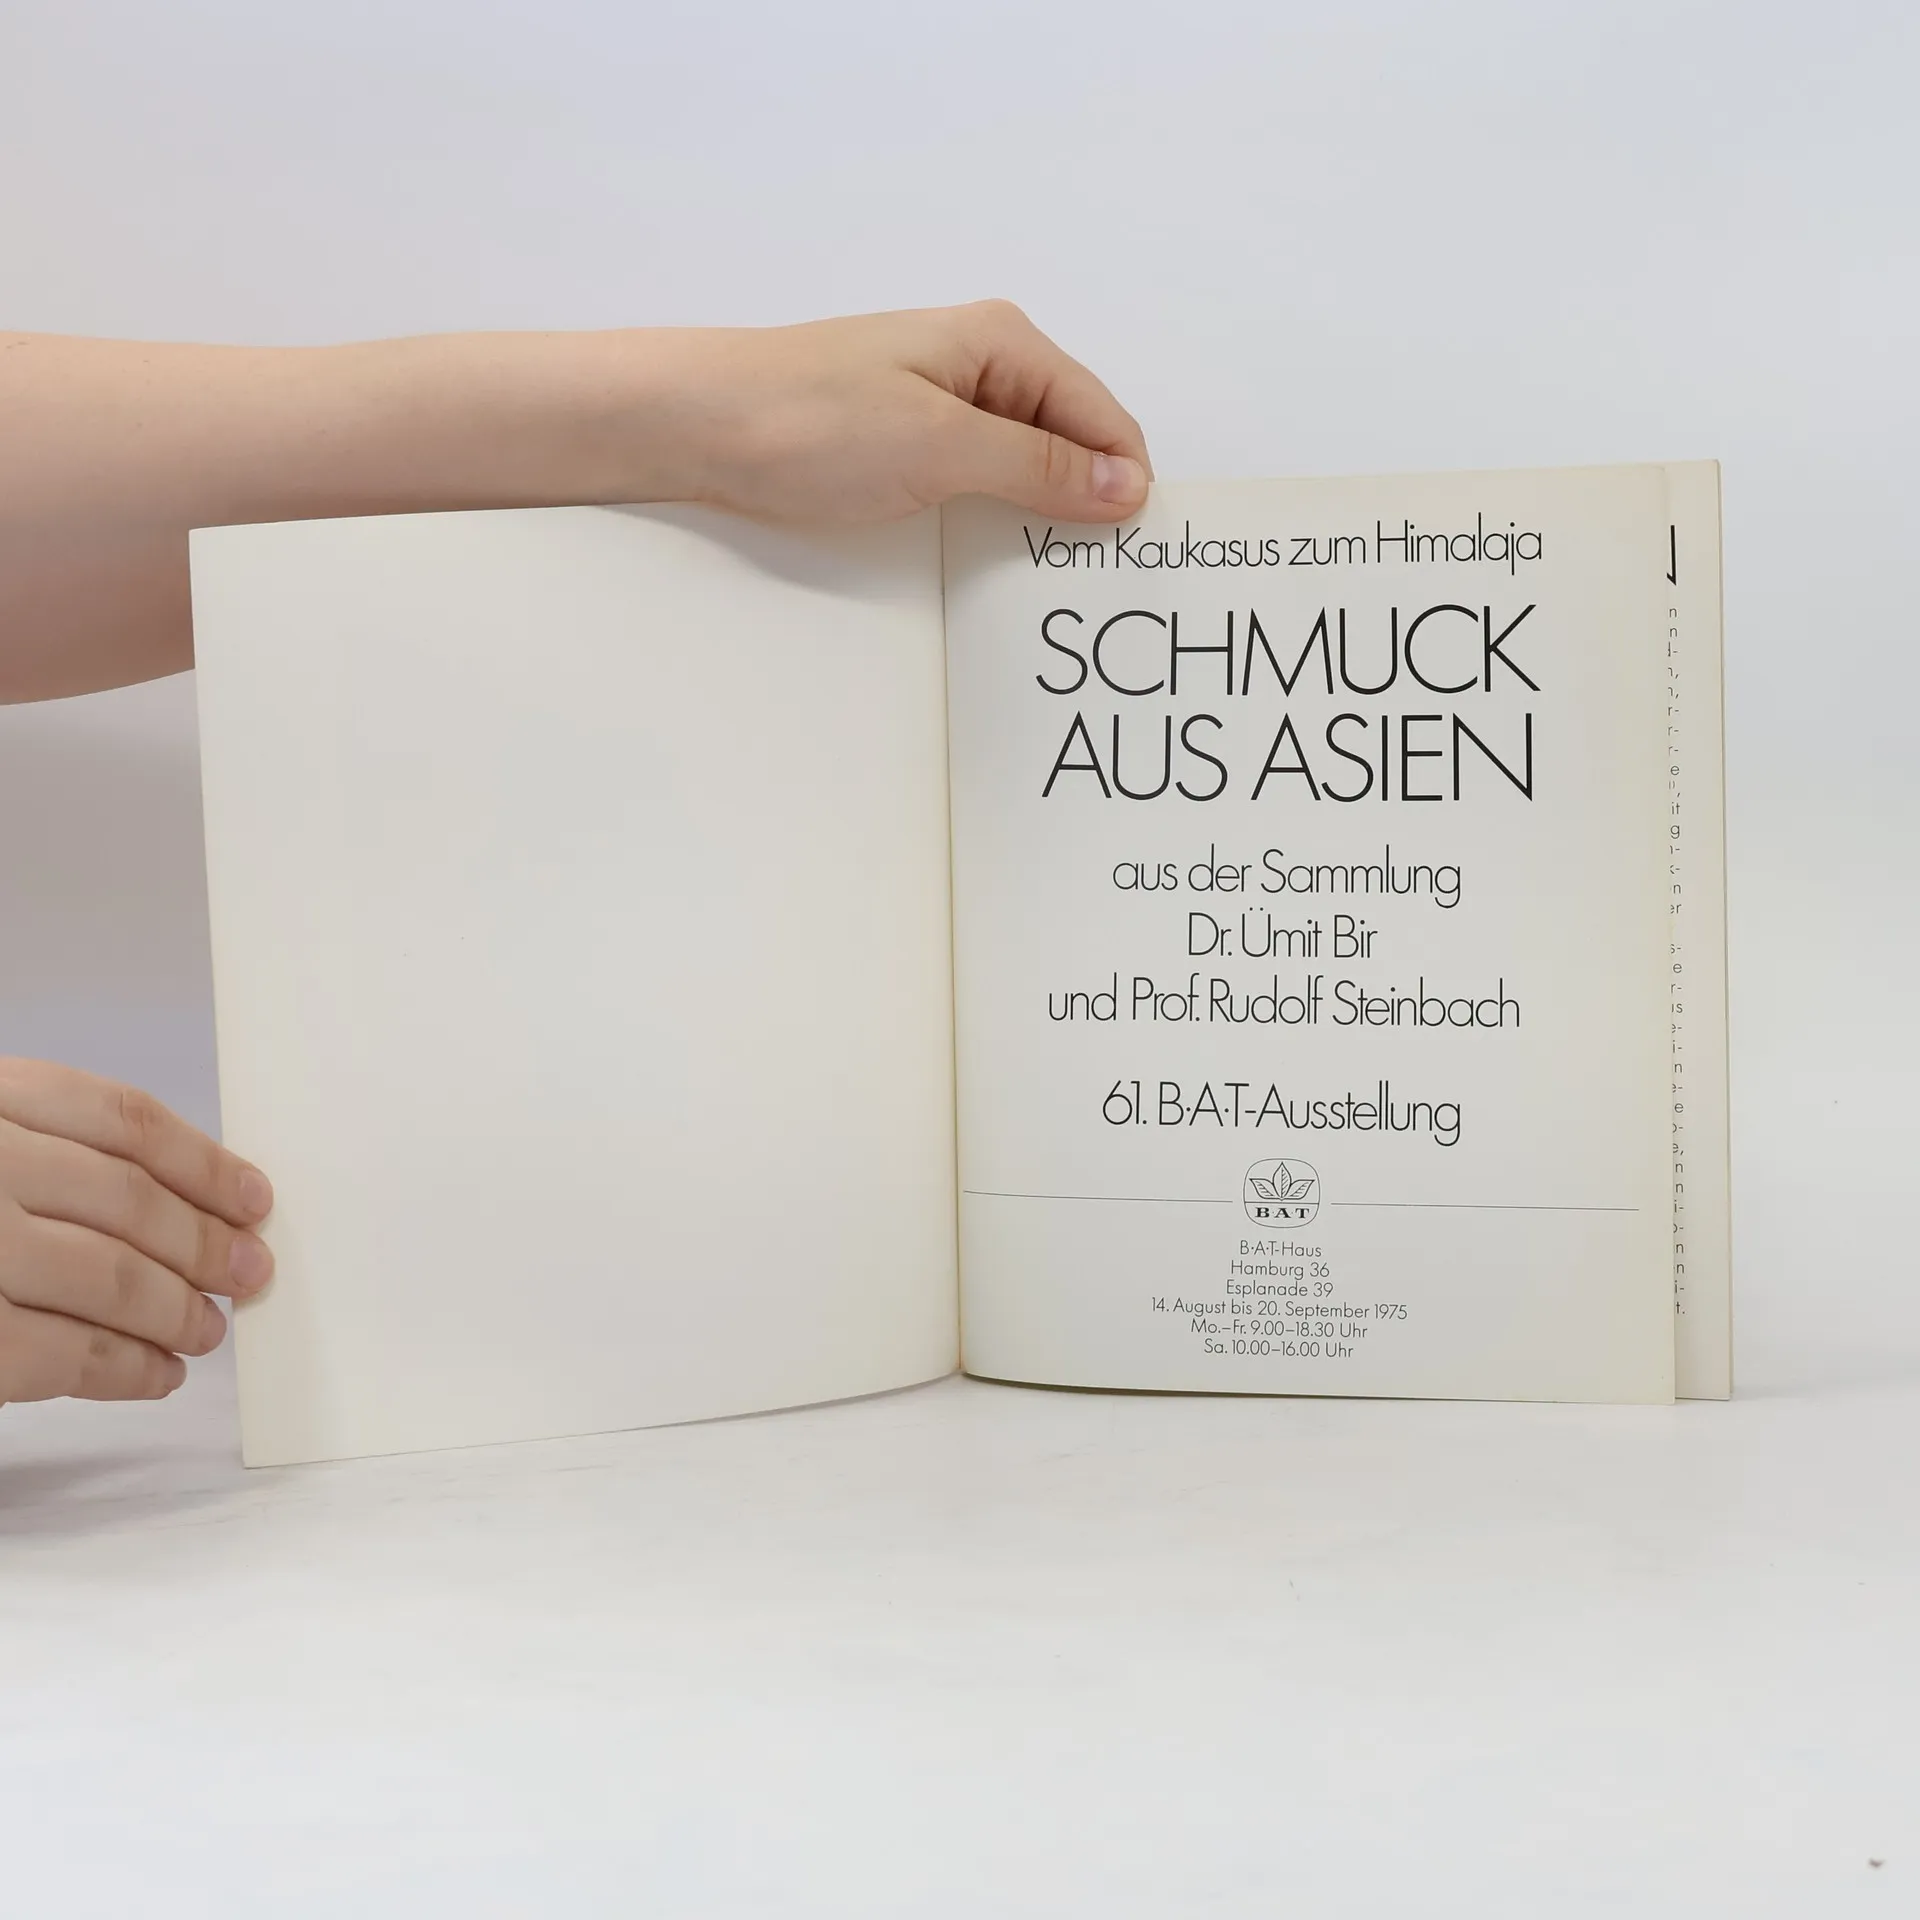 Vom Kaukasus zum Himalaja
SCHMUCK
AUS ASIEN
aus der Sammlung
Dr. Ümit Bir
und Prof. Rudolf Steinbach
61. B·A·T-Ausstellung
B·A·T
B·A·T-Haus
Hamburg 36
Esplanade 39
14. August bis 20. September 1975
Mo.–Fr. 9.00–18.30 Uhr
Sa. 10.00–16.00 Uhr